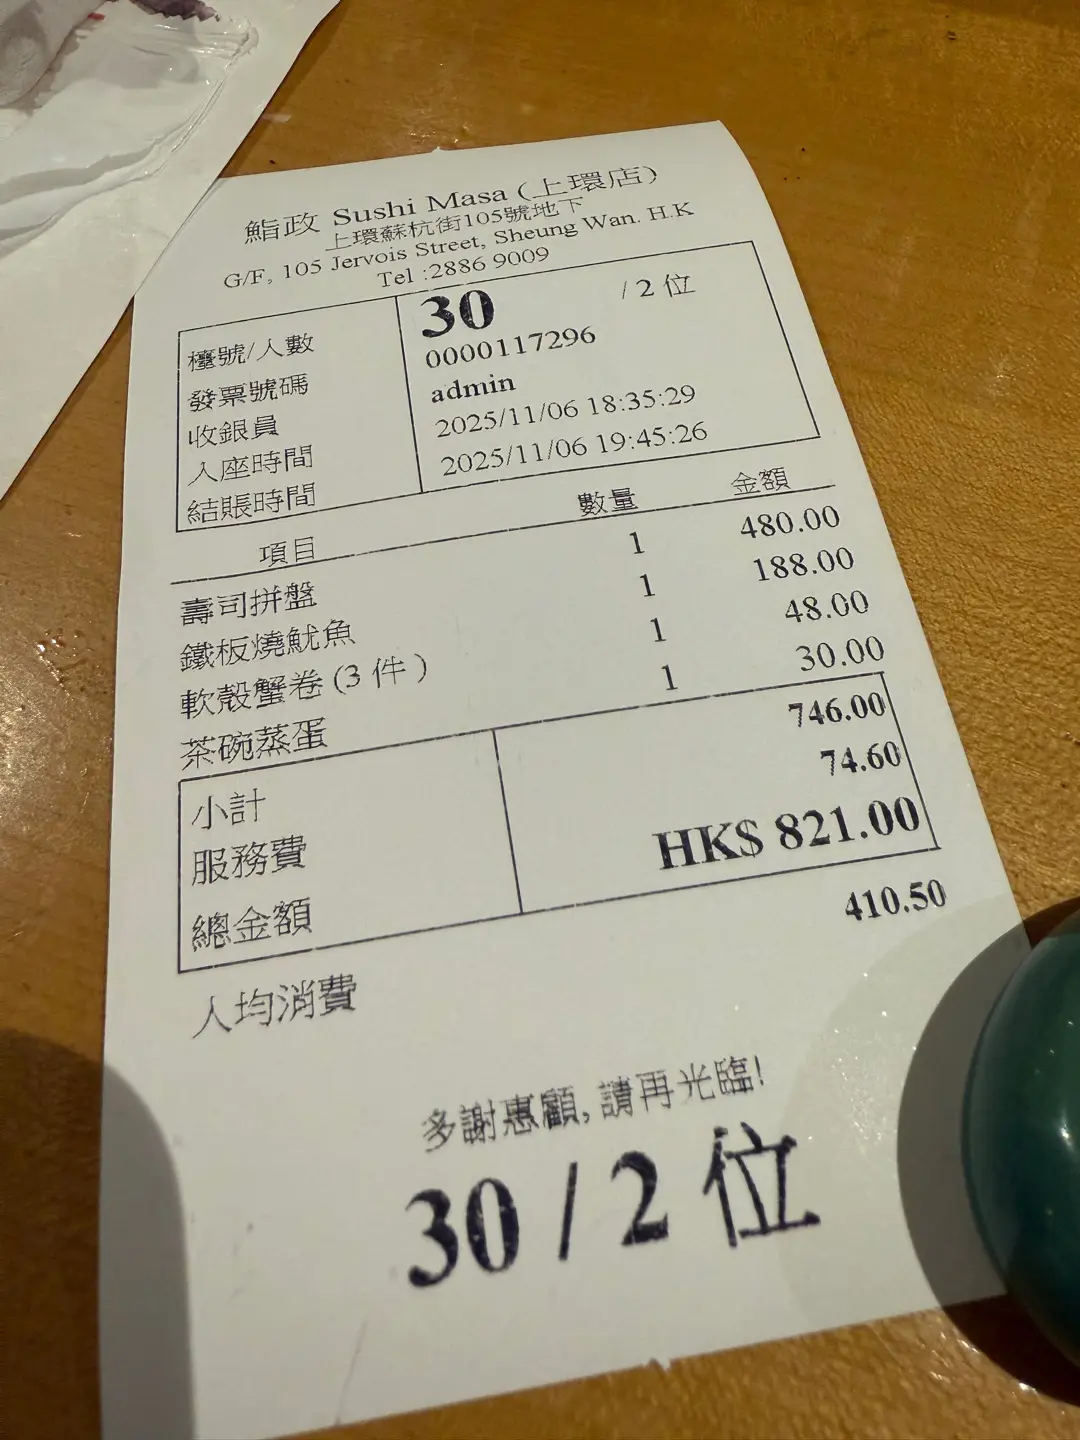 鮨政 Sushi Masa (上環店)
上環蘇杭街105號地下
G/F, 105 Jervois Street, Sheung Wan. H.K
Tel :2886 9009
檯號/人數 30 / 2 位
發票號碼 0000117296
收銀員 admin
入座時間 2025/11/06 18:35:29
結賬時間 2025/11/06 19:45:26
項目 數量 金額
壽司拼盤 1 480.00
鐵板燒魷魚 1 188.00
軟殼蟹卷 (3 件 ) 1 48.00
茶碗蒸蛋 1 30.00
小計 746.00
服務費 74.60
總金額 HK$ 821.00
人均消費 410.50
多謝惠顧, 請再光臨!
30 / 2 位